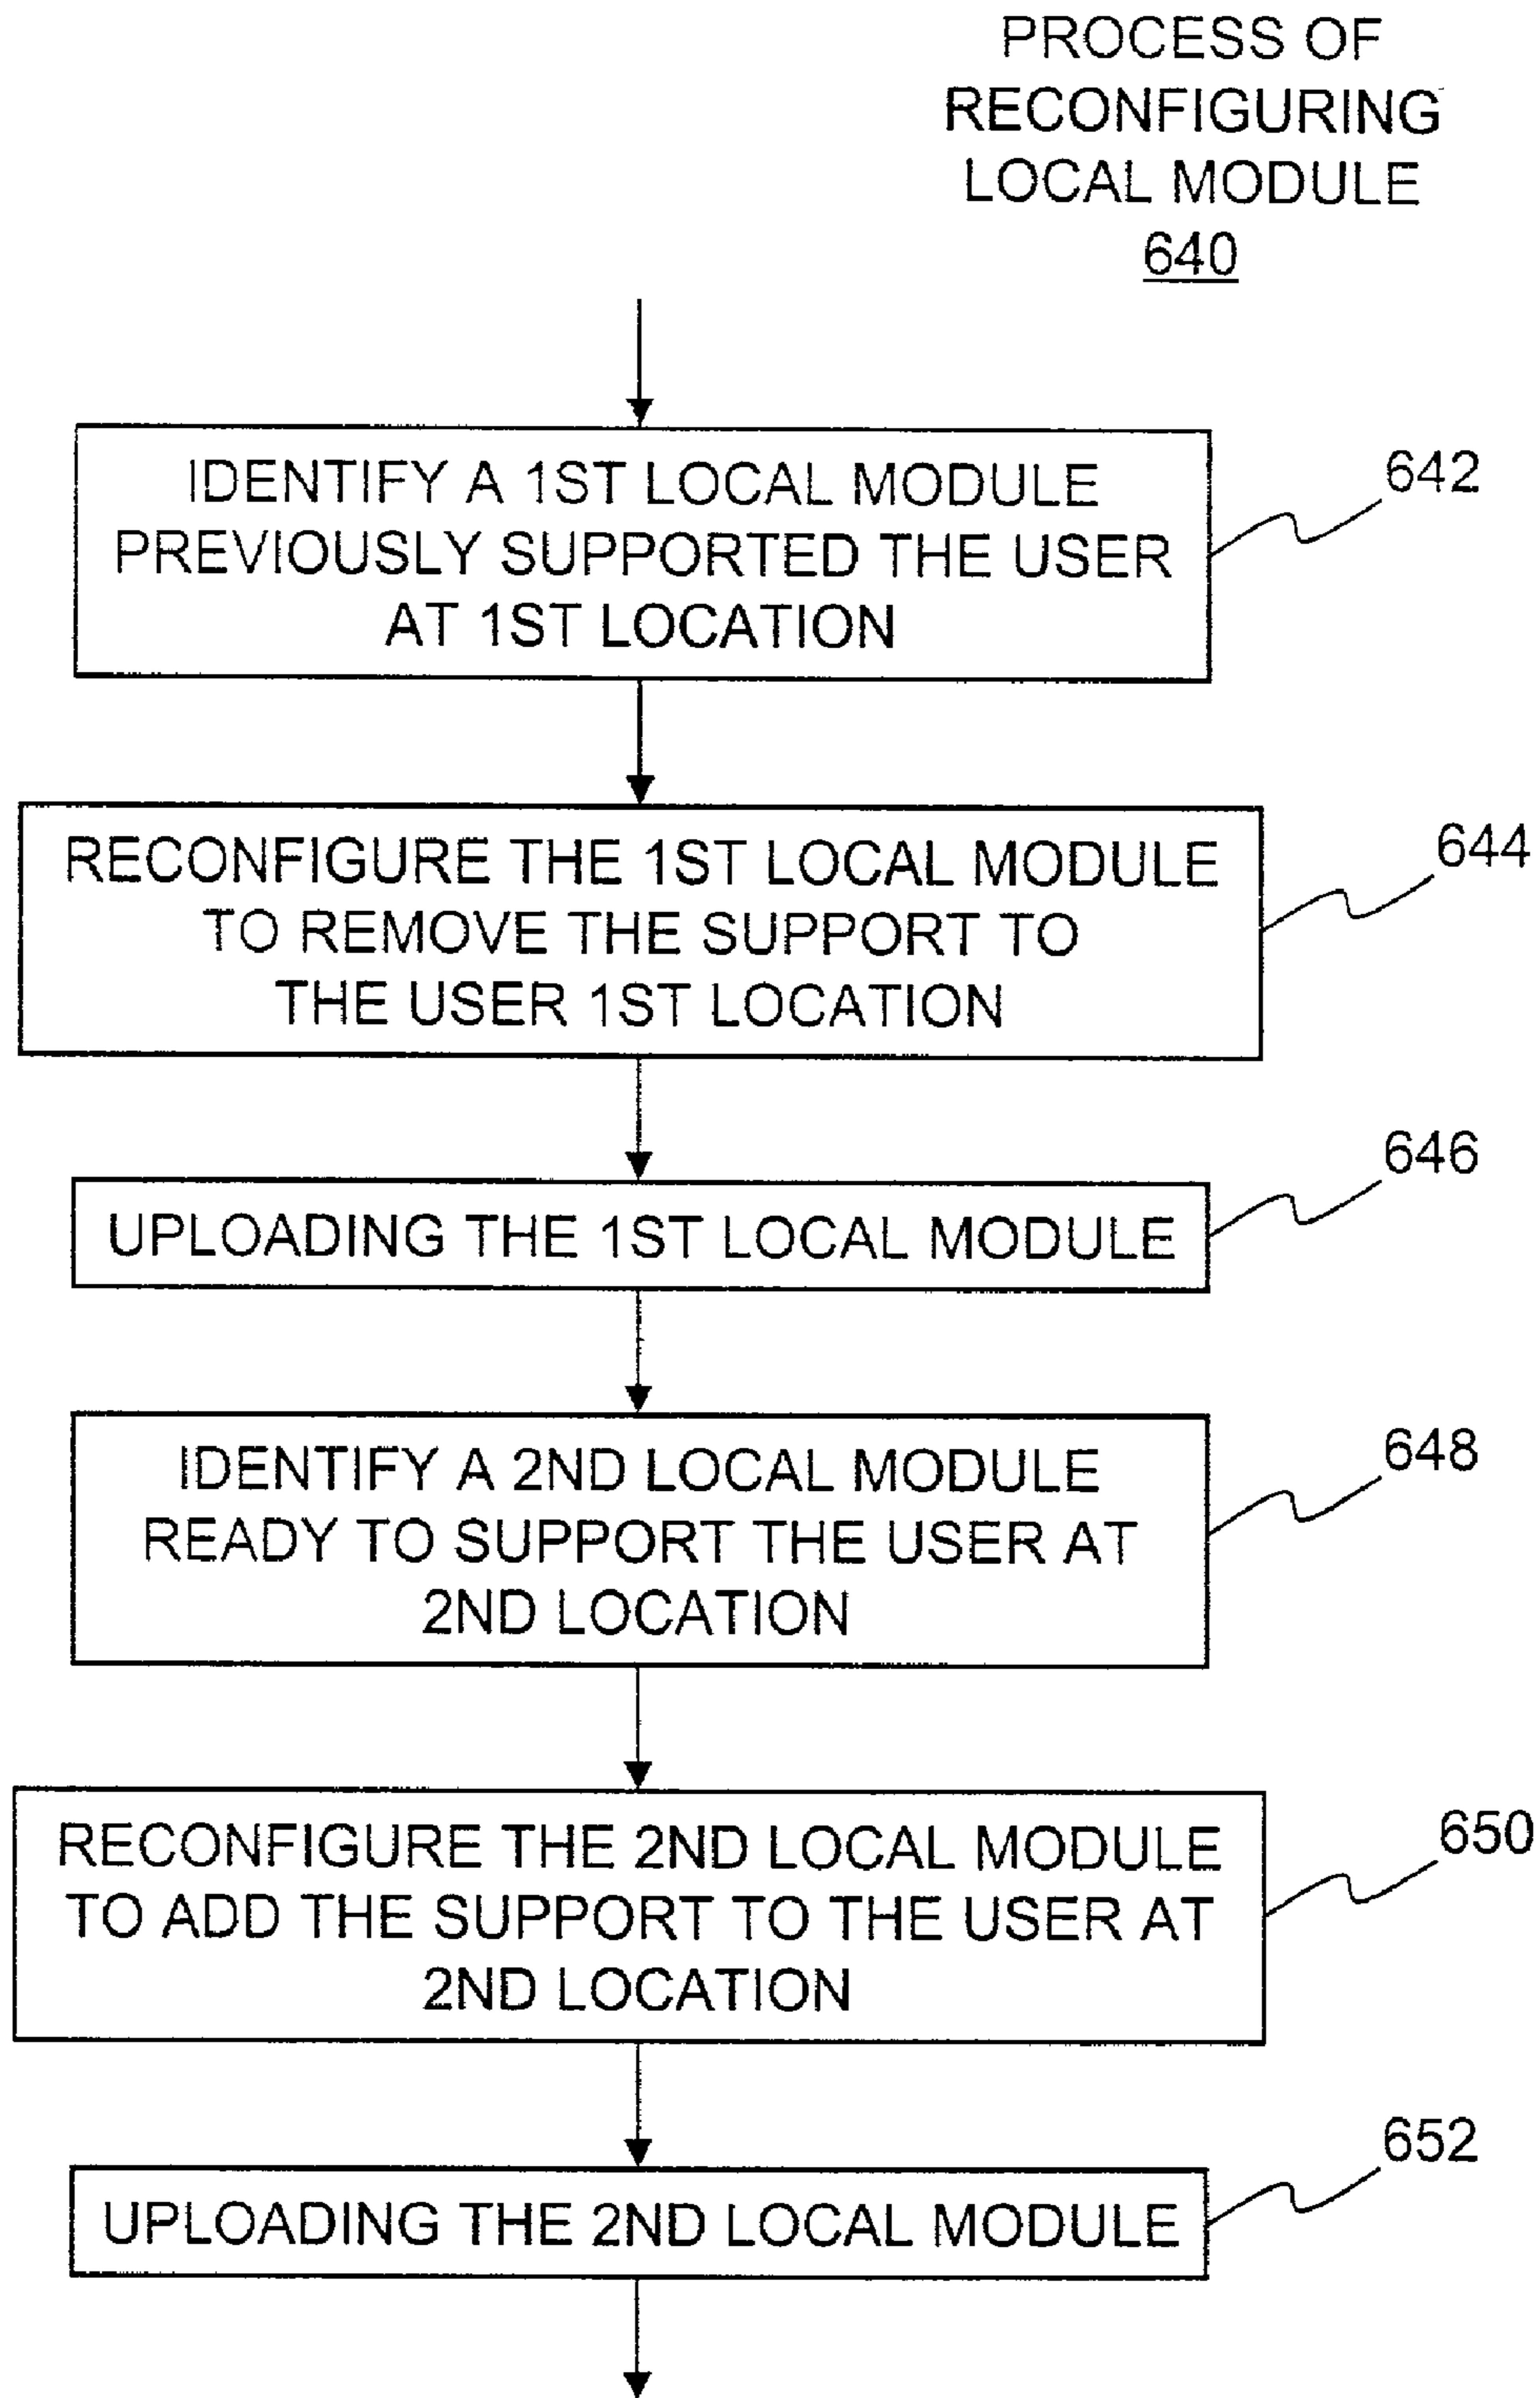 PROCESS OF
RECONFIGURING
LOCAL MODULE
640
IDENTIFY A 1ST LOCAL MODULE
PREVIOUSLY SUPPORTED THE USER
AT 1ST LOCATION
642
RECONFIGURE THE 1ST LOCAL MODULE
TO REMOVE THE SUPPORT TO
THE USER 1ST LOCATION
644
UPLOADING THE 1ST LOCAL MODULE
646
IDENTIFY A 2ND LOCAL MODULE
READY TO SUPPORT THE USER AT
2ND LOCATION
648
RECONFIGURE THE 2ND LOCAL MODULE
TO ADD THE SUPPORT TO THE USER AT
2ND LOCATION
650
UPLOADING THE 2ND LOCAL MODULE
652